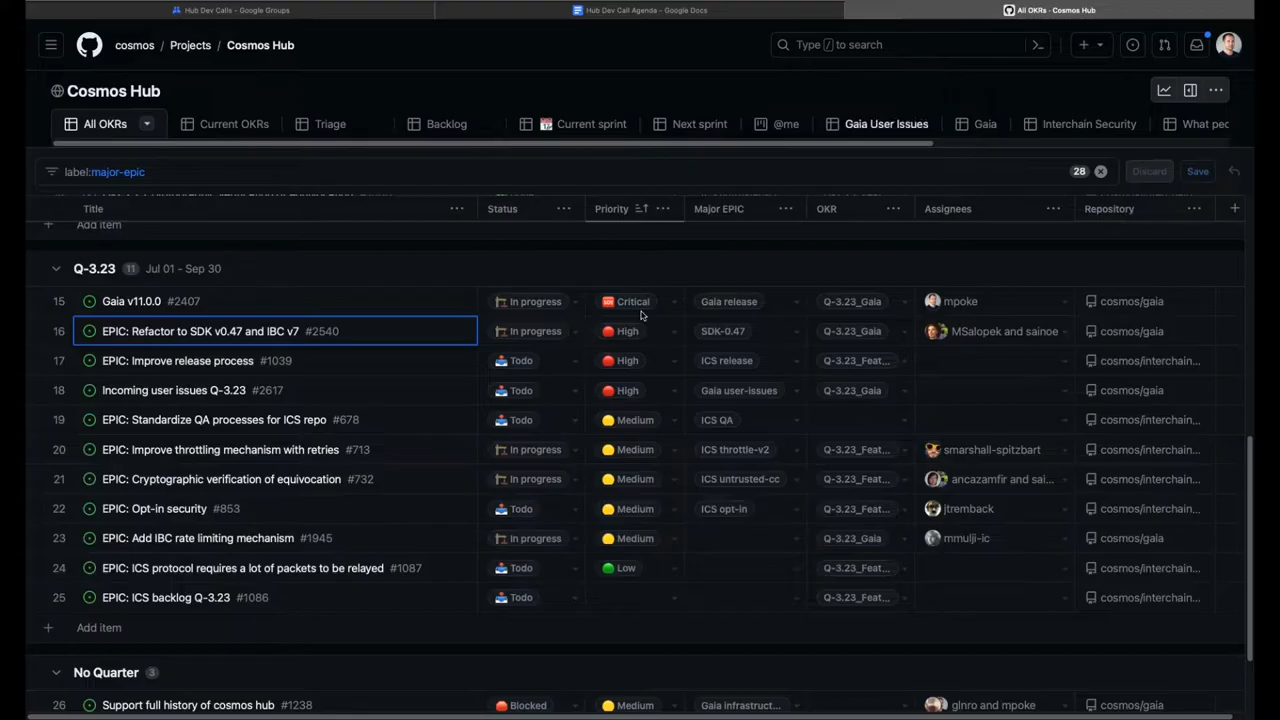 Hub Dev Calls - Google Groups
Hub Dev Call Agenda - Google Docs
All OKRs · Cosmos Hub
cosmos / Projects / Cosmos Hub
Type / to search
Cosmos Hub
All OKRs
Current OKRs
Triage
Backlog
Current sprint
Next sprint
@me
Gaia User Issues
Gaia
Interchain Security
What pec
label:major-epic
28
Discard
Save
Title Status Priority Major EPIC OKR Assignees Repository
Add item
Q-3.23 11 Jul 01 - Sep 30
15 Gaia v11.0.0 #2407 In progress Critical Gaia release Q-3.23_Gaia mpoke cosmos/gaia
16 EPIC: Refactor to SDK v0.47 and IBC v7 #2540 In progress High SDK-0.47 MSalopek and sainoe cosmos/gaia
17 EPIC: Improve release process #1039 Todo High ICS release Q-3.23_Feat... cosmos/interchain...
18 Incoming user issues Q-3.23 #2617 Todo High Gaia user-issues Q-3.23_Gaia cosmos/gaia
19 EPIC: Standardize QA processes for ICS repo #678 Todo Medium ICS QA cosmos/interchain...
20 EPIC: Improve throttling mechanism with retries #713 In progress Medium ICS throttle-v2 Q-3.23_Feat... smarshall-spitzbart cosmos/interchain...
21 EPIC: Cryptographic verification of equivocation #732 In progress Medium ICS untrusted-cc Q-3.23_Feat... ancazamfir and sai... cosmos/interchain...
22 EPIC: Opt-in security #853 Todo Medium ICS opt-in Q-3.23_Feat... jtremback cosmos/interchain...
23 EPIC: Add IBC rate limiting mechanism #1945 In progress Medium Q-3.23_Gaia mmulji-ic cosmos/gaia
24 EPIC: ICS protocol requires a lot of packets to be relayed #1087 Todo Low Q-3.23_Feat... cosmos/interchain...
25 EPIC: ICS backlog Q-3.23 #1086 Todo Q-3.23_Feat... cosmos/interchain...
Add item
No Quarter 3
26 Support full history of cosmos hub #1238 Blocked Medium Gaia infrastruct... glnro and mpoke cosmos/gaia